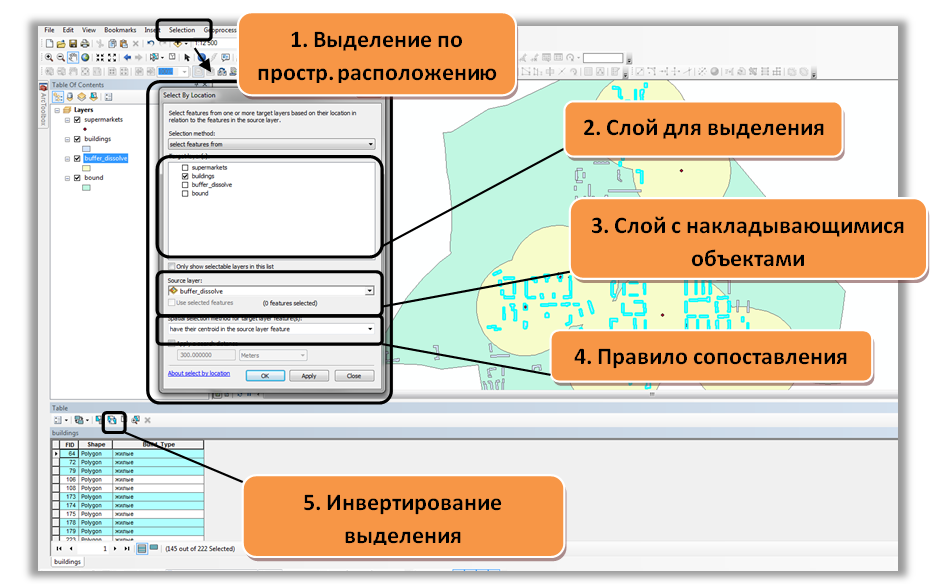 File Edit View Bookmarks Insert Selection Geoprocess
1:12 500
1. Выделение по
простр. расположению
Table Of Contents
ArcToolbox
Layers
supermarkets
buildings
buffer_dissolve
bound
Select By Location
Select features from one or more target layers based on their location in
relation to the features in the source layer.
Selection method:
select features from
supermarkets
buildings
buffer_dissolve
bound
Only show selectable layers in this list
Source layer:
buffer_dissolve
Use selected features (0 features selected)
Spatial selection method for target layer feature(s):
have their centroid in the source layer feature
300.000000 Meters
About select by location OK Apply Close
2. Слой для выделения
3. Слой с накладывающимися
объектами
4. Правило сопоставления
Table
buildings
FID Shape Build_Type
64 Polygon жилые
72 Polygon жилые
79 Polygon жилые
106 Polygon жилые
108 Polygon жилые
173 Polygon жилые
174 Polygon жилые
175 Polygon жилые
178 Polygon жилые
179 Polygon жилые
223 Polygon жилые
1 (145 out of 222 Selected)
buildings
5. Инвертирование
выделения